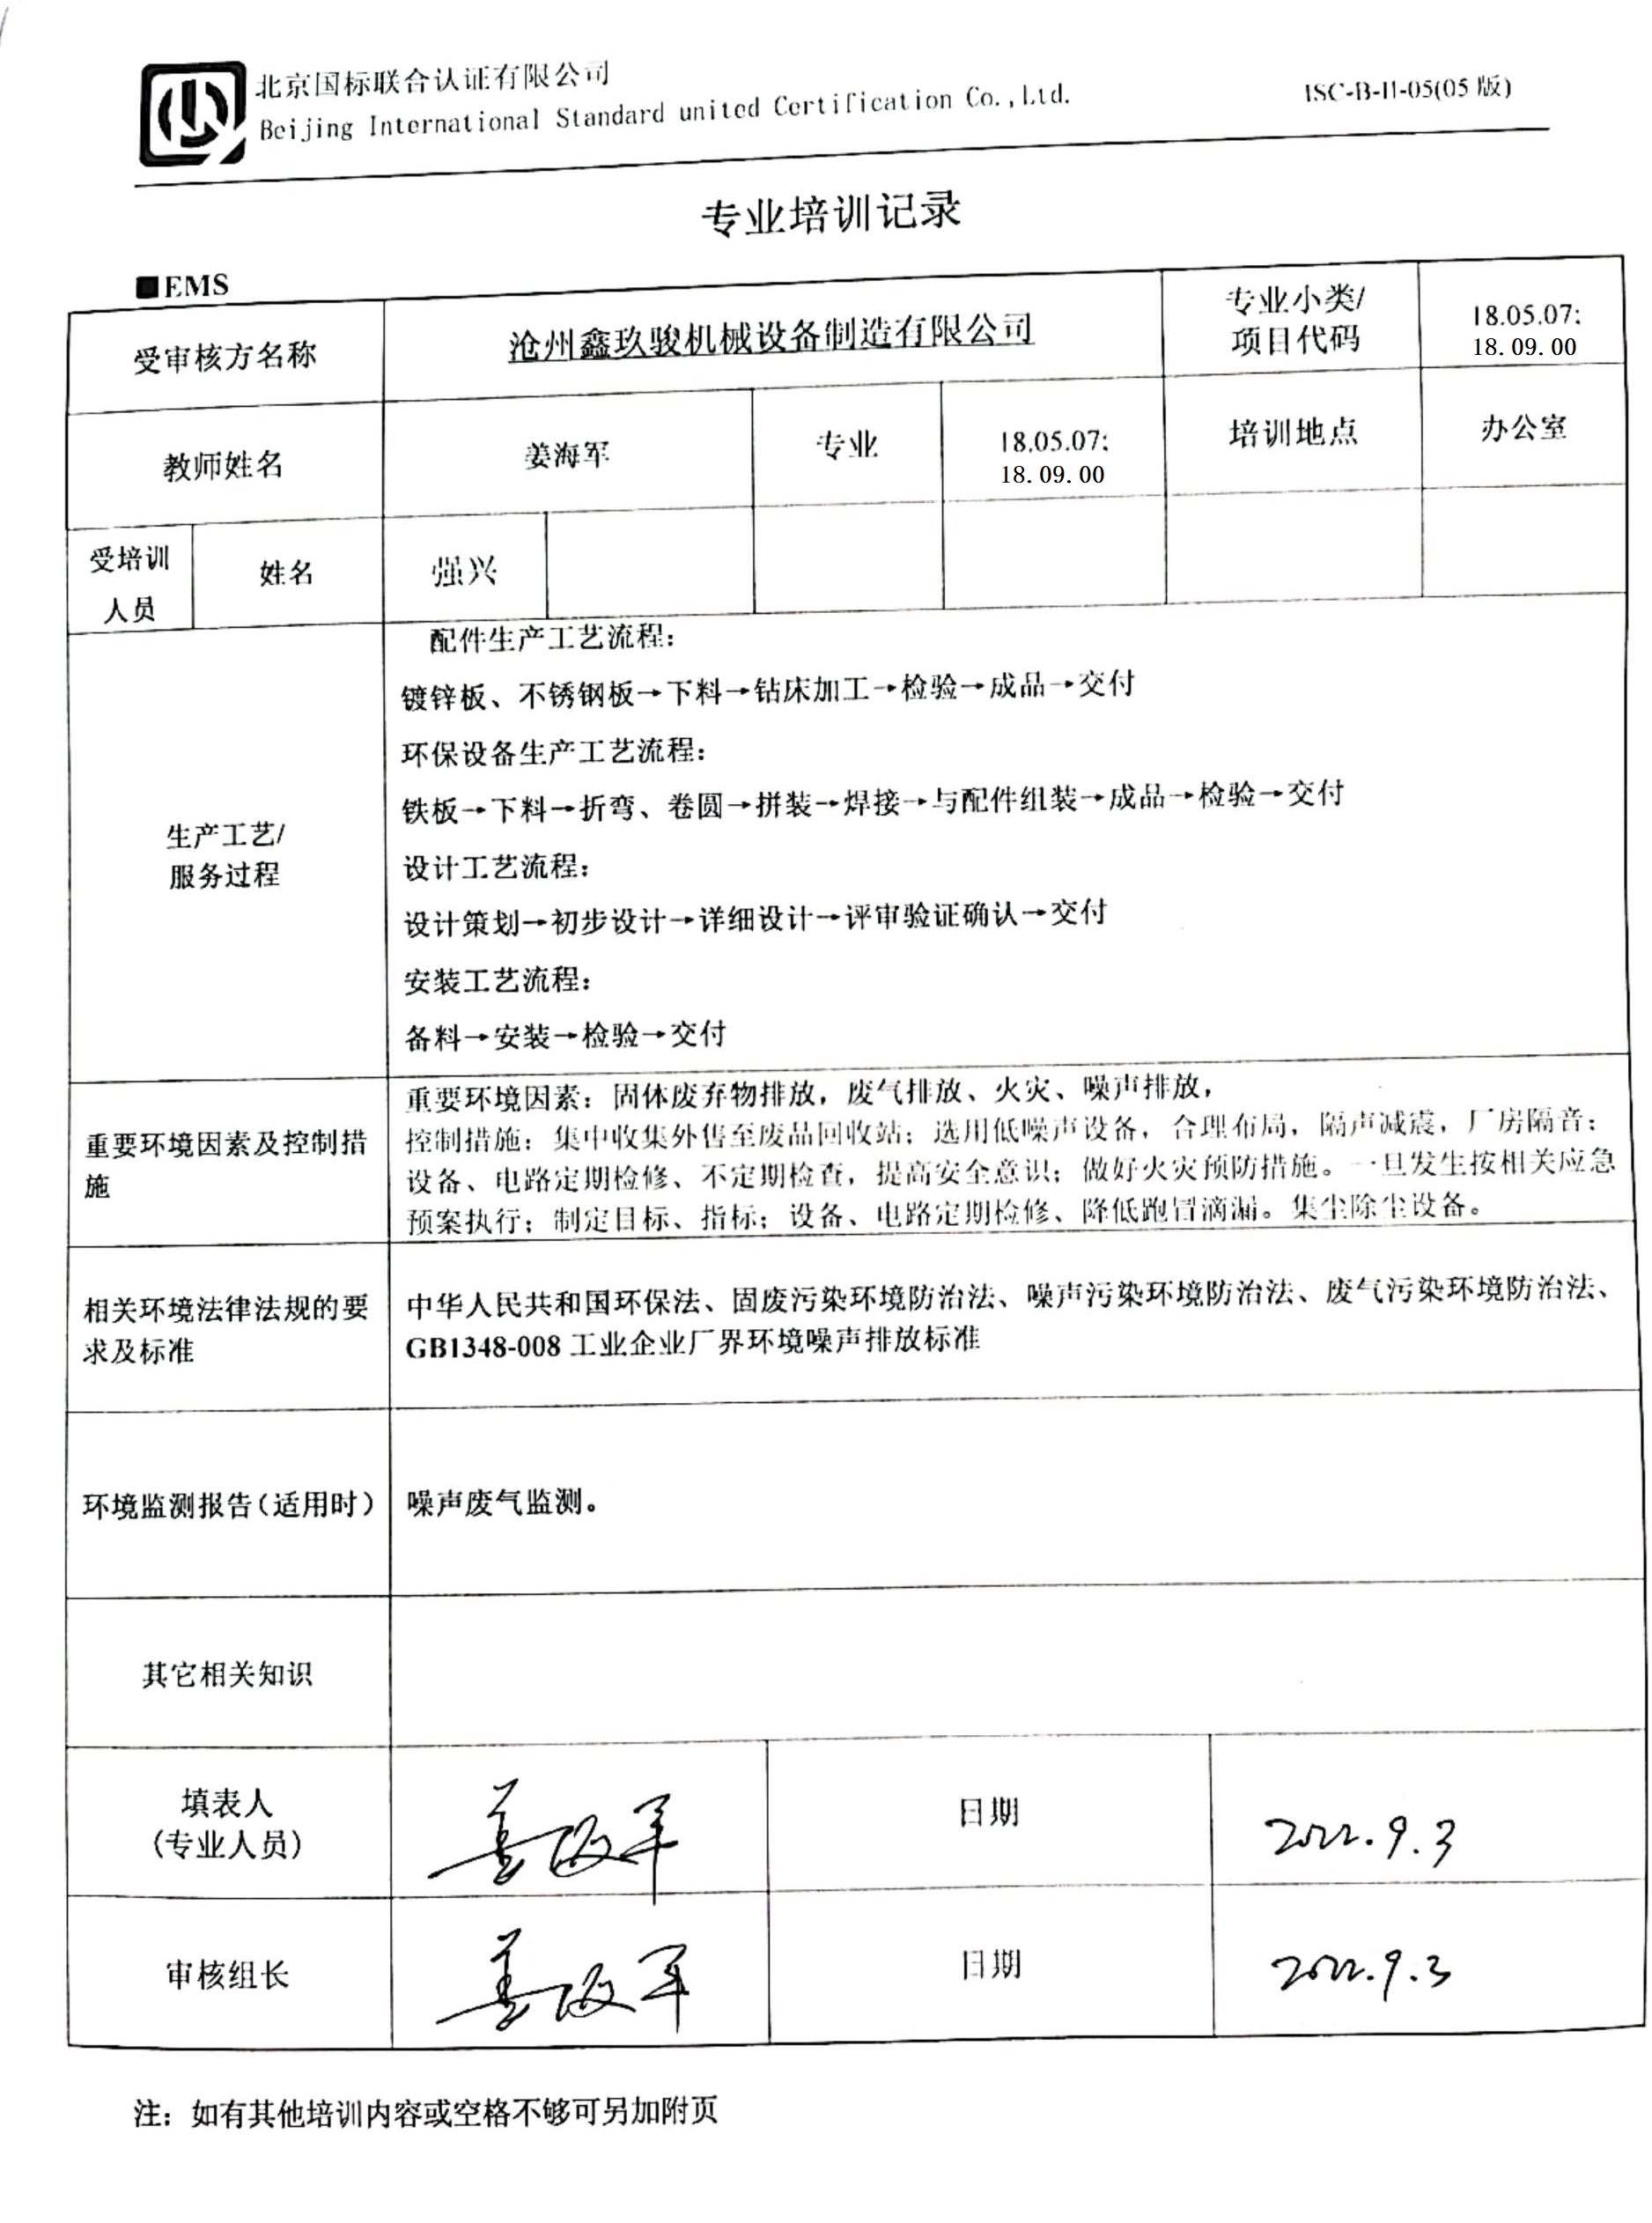 北京国标联合认证有限公司
Beijing International Standard united Certification Co.,Ltd.
ISC-B-II-05(05版)
专业培训记录
■EMS
受审核方名称
沧州鑫玖骏机械设备制造有限公司
专业小类/
项目代码
18.05.07;
18.09.00
教师姓名
姜海军
专业
18.05.07;
18.09.00
培训地点
办公室
受培训
人员
姓名
强兴
生产工艺/
服务过程
配件生产工艺流程：
镀锌板、不锈钢板→下料→钻床加工→检验→成品→交付
环保设备生产工艺流程：
铁板→下料→折弯、卷圆→拼装→焊接→与配件组装→成品→检验→交付
设计工艺流程：
设计策划→初步设计→详细设计→评审验证确认→交付
安装工艺流程：
备料→安装→检验→交付
重要环境因素及控制措
施
重要环境因素：固体废弃物排放，废气排放、火灾、噪声排放，
控制措施：集中收集外售至废品回收站；选用低噪声设备，合理布局，隔声减震，厂房隔音；
设备、电路定期检修、不定期检查，提高安全意识；做好火灾预防措施。一旦发生按相关应急
预案执行；制定目标、指标；设备、电路定期检修、降低跑冒滴漏。集尘除尘设备。
相关环境法律法规的要
求及标准
中华人民共和国环保法、固废污染环境防治法、噪声污染环境防治法、废气污染环境防治法、
GB1348-008 工业企业厂界环境噪声排放标准
环境监测报告（适用时）
噪声废气监测。
其它相关知识
填表人
（专业人员）
姜海军
日期
2022.9.3
审核组长
姜海军
日期
2022.9.3
注：如有其他培训内容或空格不够可另加附页